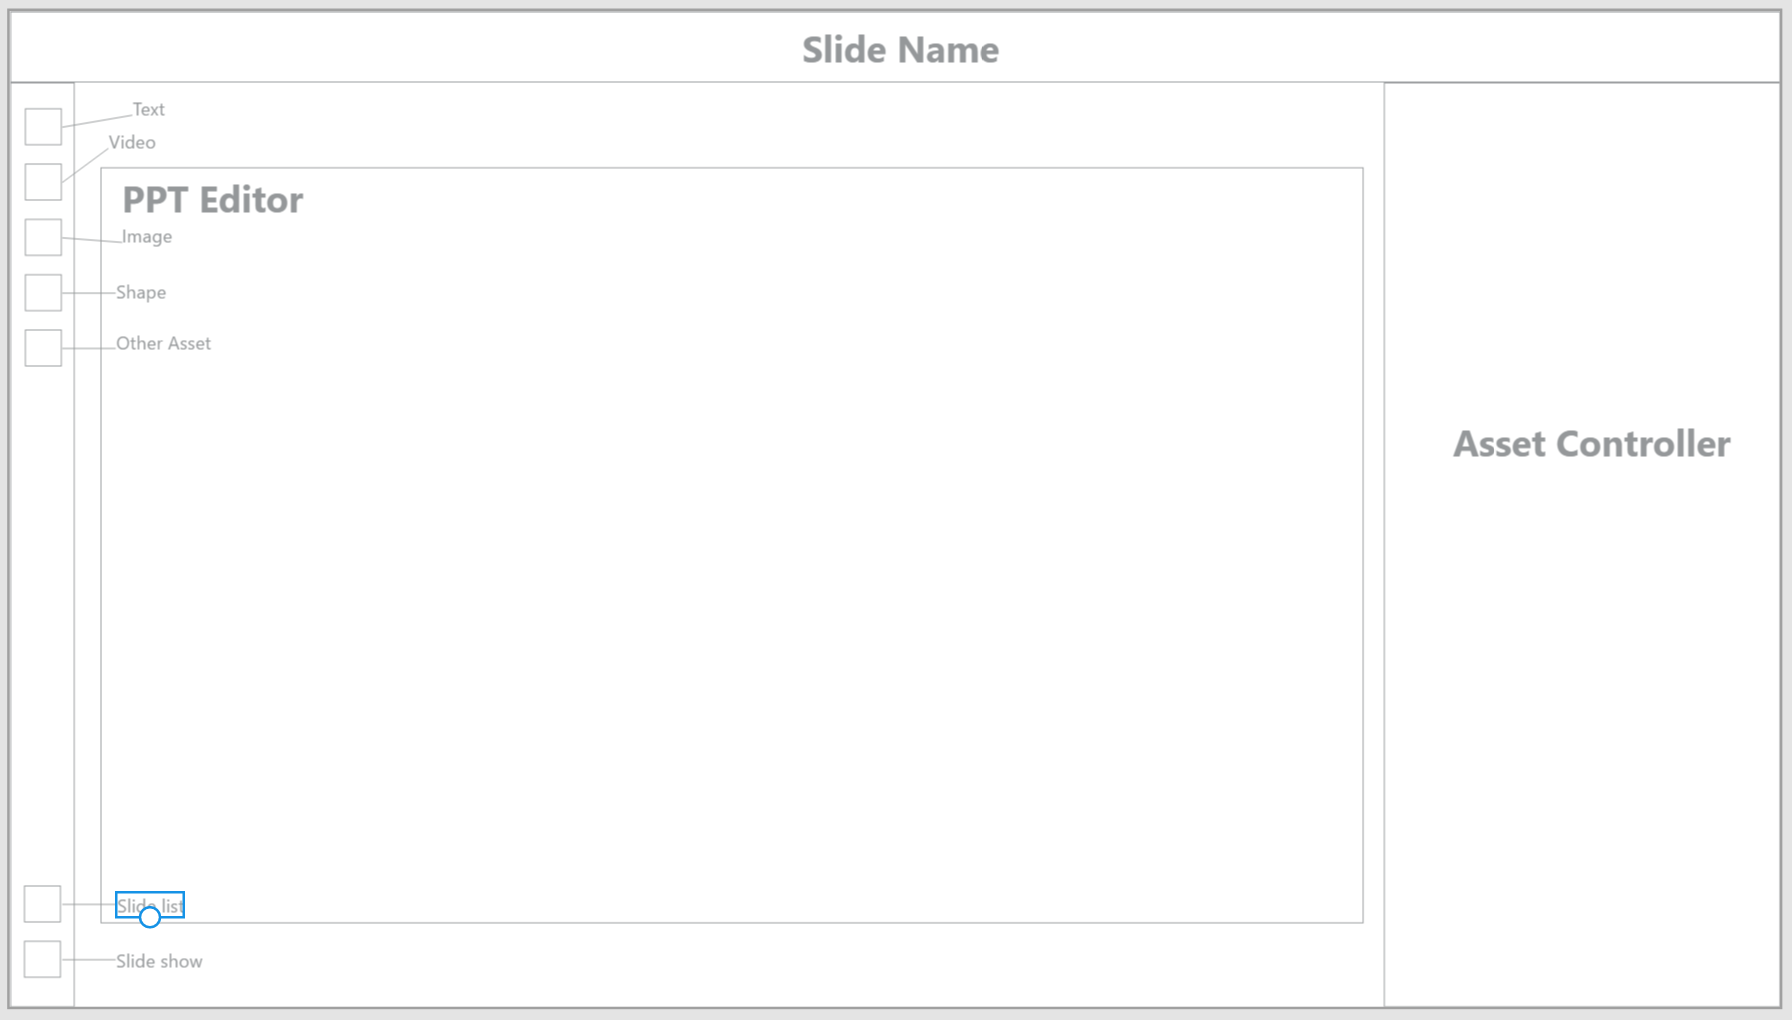 Slide Name
Text
Video
PPT Editor
Image
Shape
Other Asset
Asset Controller
Slide list
Slide show